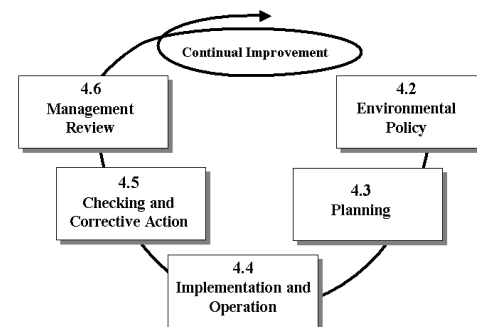 Continual Improvement
4.6
Management
Review
4.2
Environmental
Policy
4.5
Checking and
Corrective Action
4.3
Planning
4.4
Implementation and
Operation